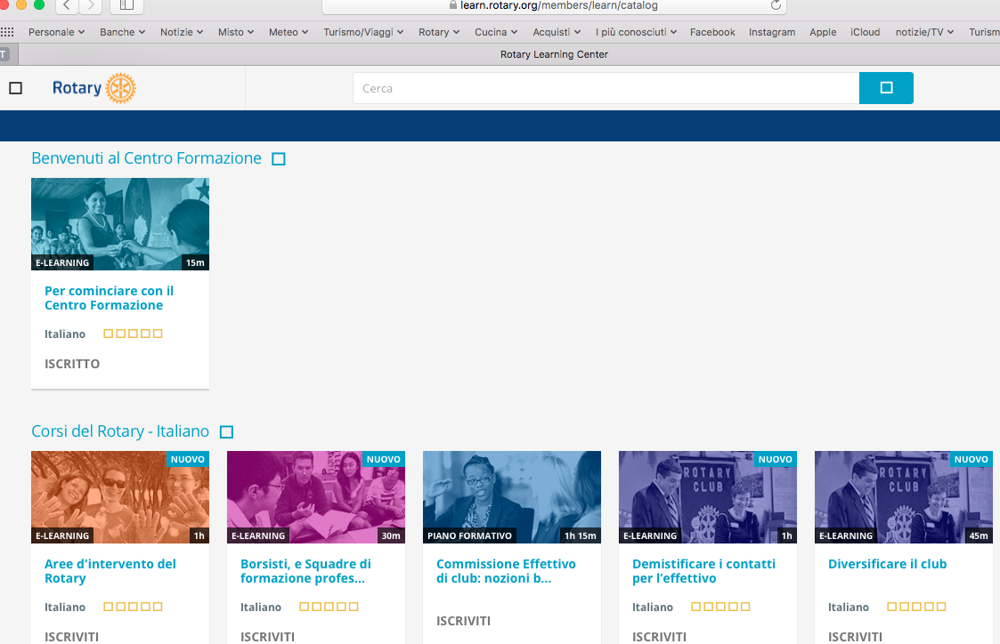 learn.rotary.org/members/learn/catalog
Personale Banche Notizie Misto Meteo Turismo/Viaggi Rotary Cucina Acquisti I più conosciuti Facebook Instagram Apple iCloud notizie/TV Turism
T Rotary Learning Center
Rotary Cerca
Benvenuti al Centro Formazione
E-LEARNING 15m
Per cominciare con il
Centro Formazione
Italiano
ISCRITTO
Corsi del Rotary - Italiano
NUOVO
E-LEARNING 1h
Aree d'intervento del
Rotary
Italiano
ISCRIVITI
NUOVO
E-LEARNING 30m
Borsisti, e Squadre di
formazione profes...
Italiano
ISCRIVITI
PIANO FORMATIVO 1h 15m
Commissione Effettivo
di club: nozioni b...
ISCRIVITI
NUOVO
ROTARY
CLUB
E-LEARNING 1h
Demistificare i contatti
per l’effettivo
Italiano
ISCRIVITI
NUOVO
ROTARY
CLUB
E-LEARNING 45m
Diversificare il club
Italiano
ISCRIVITI